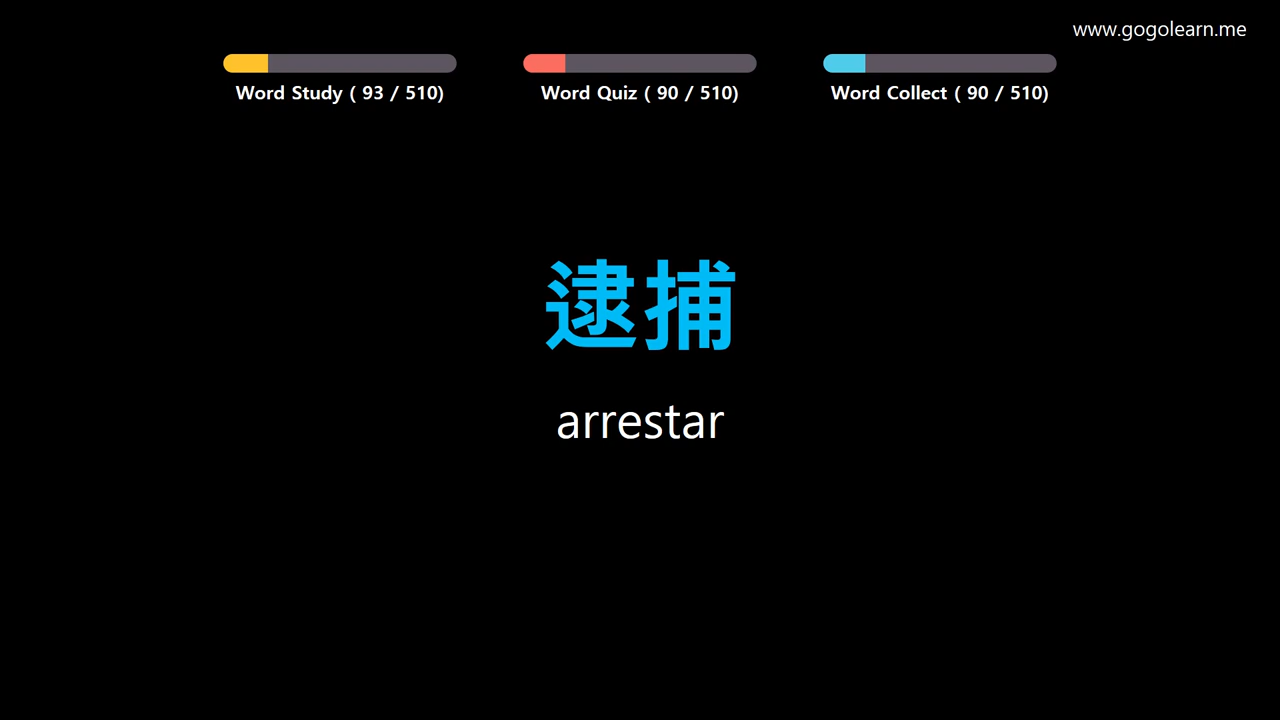 www.gogolearn.me
Word Study ( 93 / 510)
Word Quiz ( 90 / 510)
Word Collect ( 90 / 510)
逮捕
arrestar